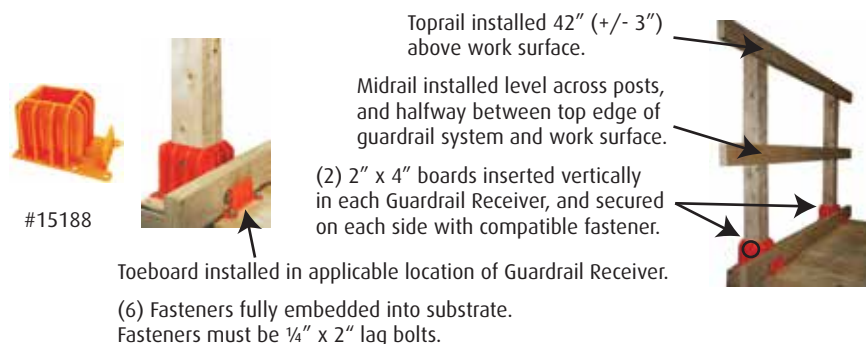 Toprail installed 42” (+/- 3”)
above work surface.
Midrail installed level across posts,
and halfway between top edge of
guardrail system and work surface.
(2) 2” x 4” boards inserted vertically
in each Guardrail Receiver, and secured
on each side with compatible fastener.
#15188
Toeboard installed in applicable location of Guardrail Receiver.
(6) Fasteners fully embedded into substrate.
Fasteners must be ¼” x 2“ lag bolts.